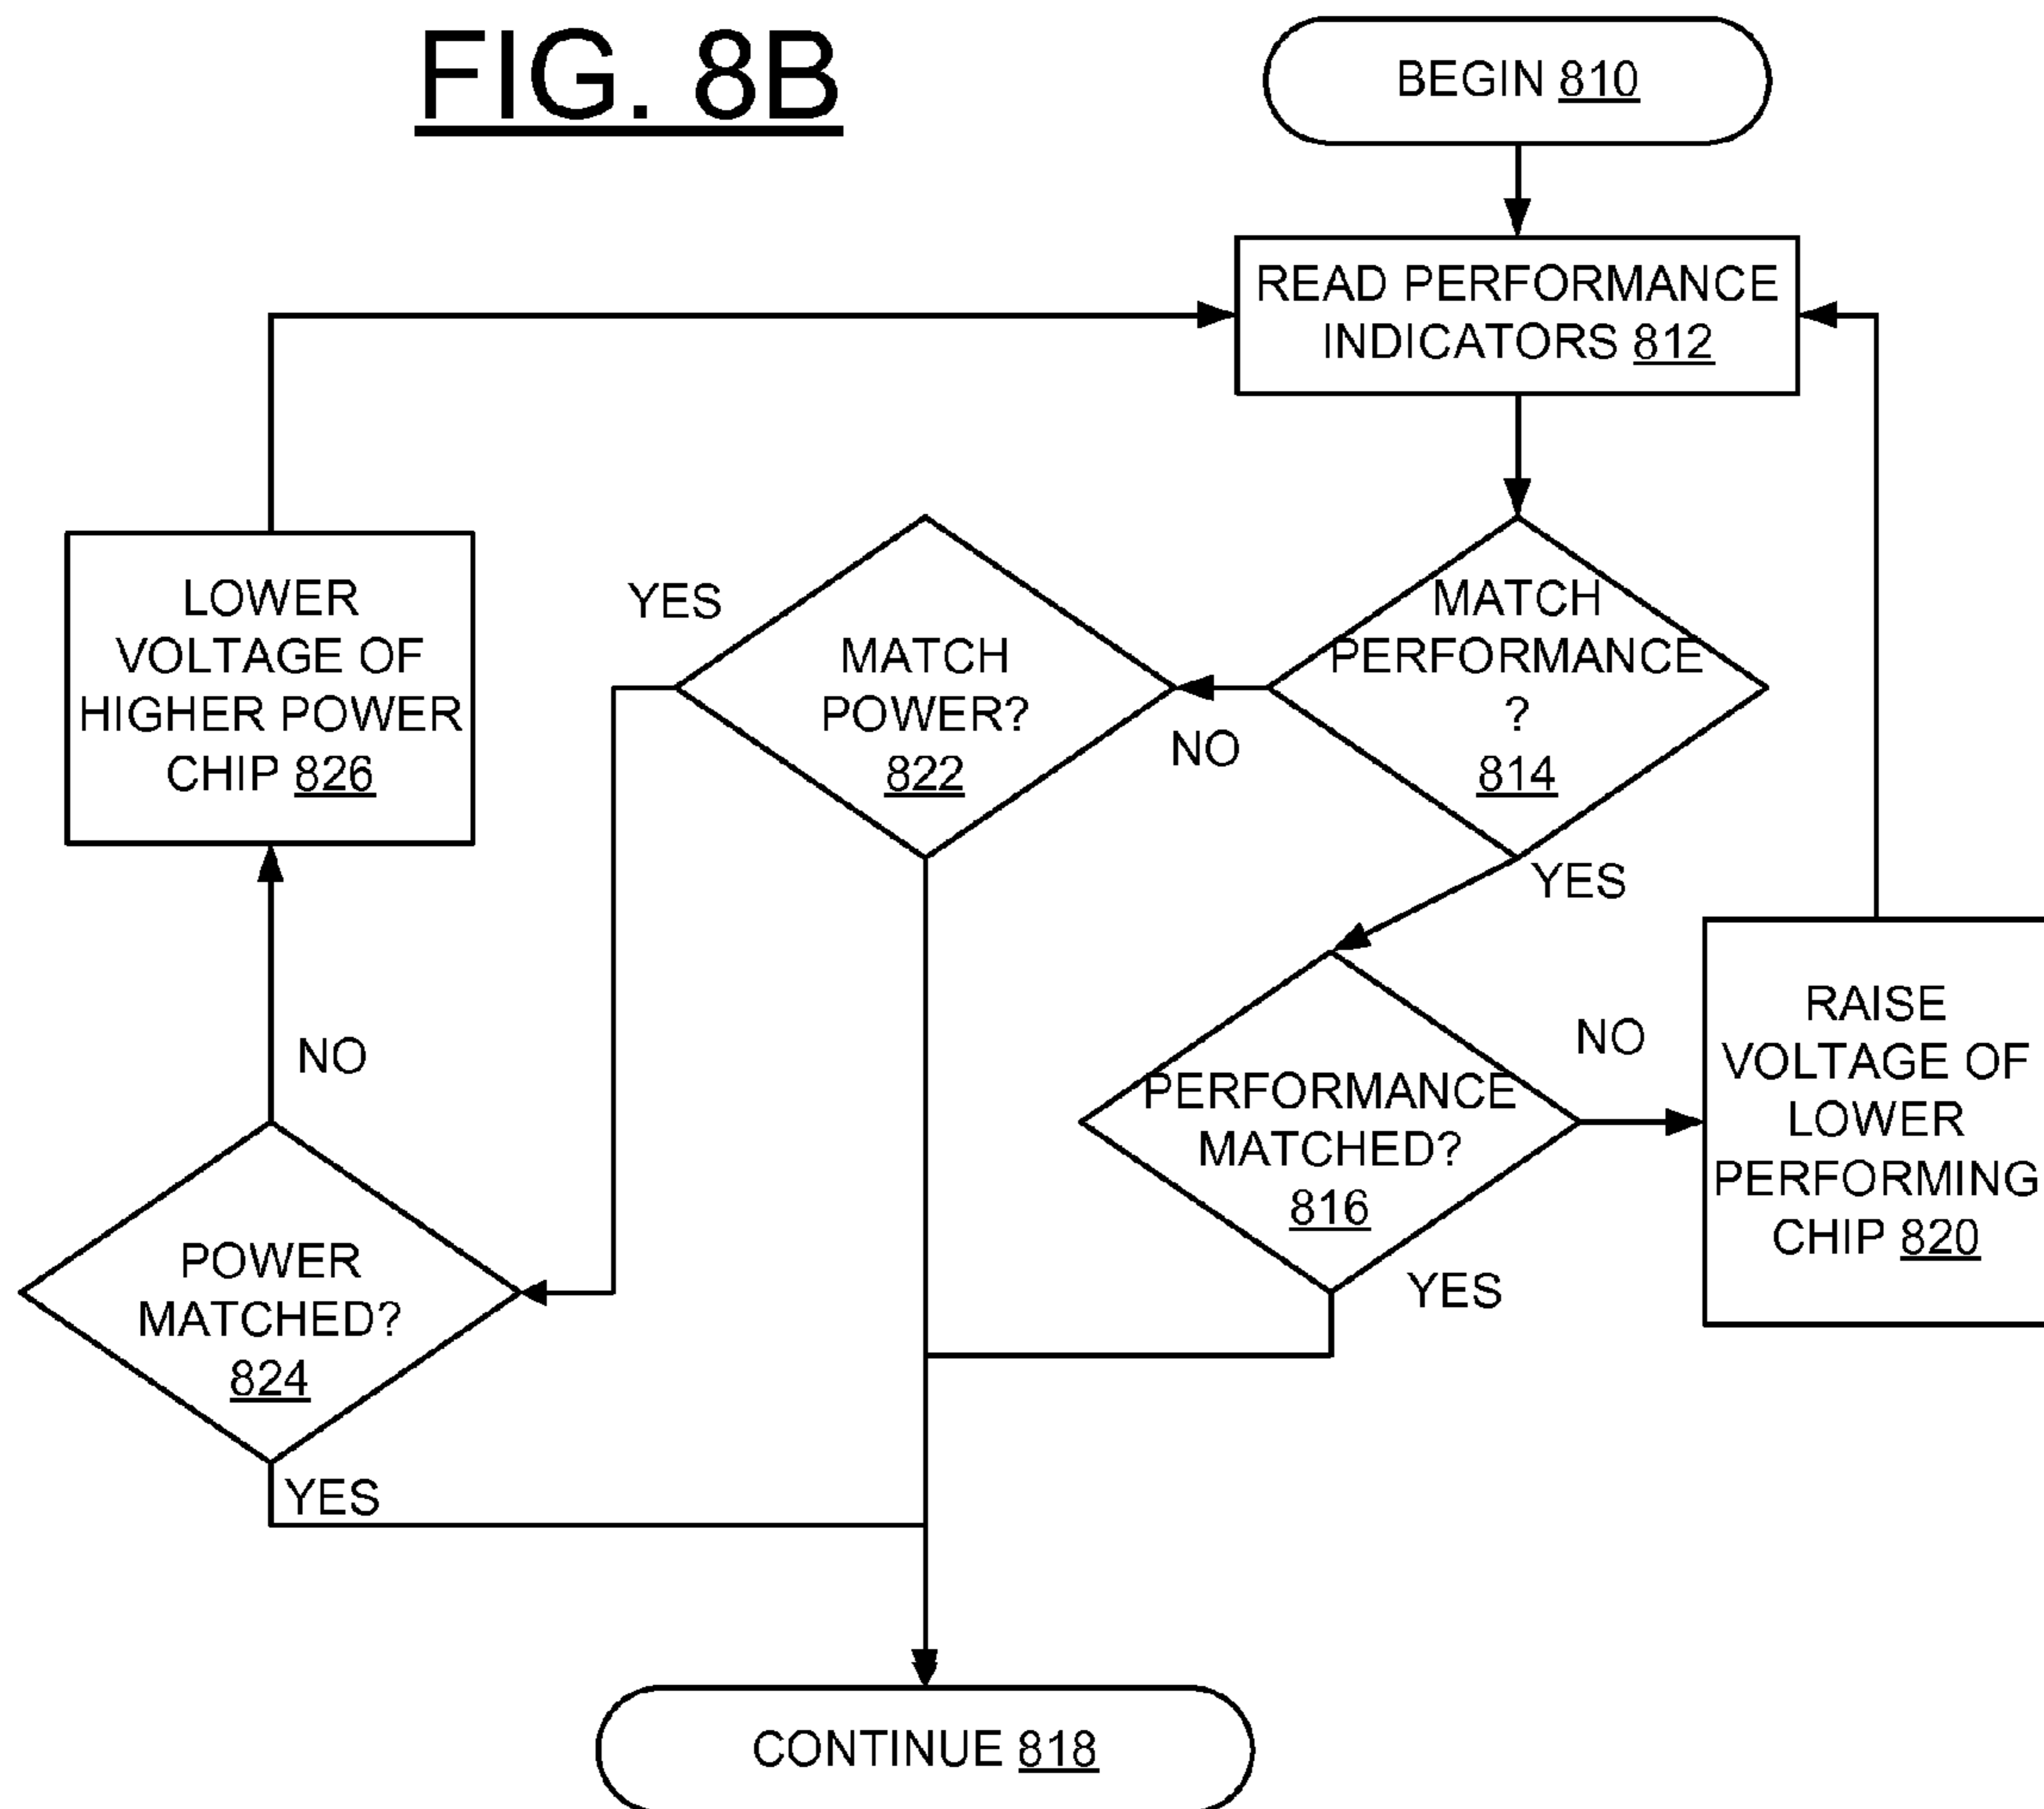 FIG. 8B
BEGIN 810
READ PERFORMANCE
INDICATORS 812
MATCH
PERFORMANCE
?
814
YES
NO
MATCH
POWER?
822
YES
LOWER
VOLTAGE OF
HIGHER POWER
CHIP 826
NO
POWER
MATCHED?
824
YES
PERFORMANCE
MATCHED?
816
NO
YES
RAISE
VOLTAGE OF
LOWER
PERFORMING
CHIP 820
CONTINUE 818